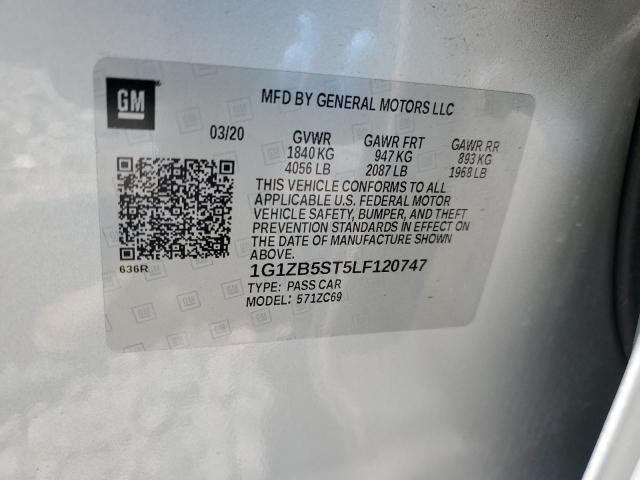 GM
MFD BY GENERAL MOTORS LLC
03/20 GVWR GAWR FRT GAWR RR
1840 KG 947 KG 893 KG
4056 LB 2087 LB 1968 LB
THIS VEHICLE CONFORMS TO ALL
APPLICABLE U.S. FEDERAL MOTOR
VEHICLE SAFETY, BUMPER, AND THEFT
PREVENTION STANDARDS IN EFFECT ON
THE DATE OF MANUFACTURE SHOWN
ABOVE.
636R
1G1ZB5ST5LF120747
TYPE: PASS CAR
MODEL: 571ZC69